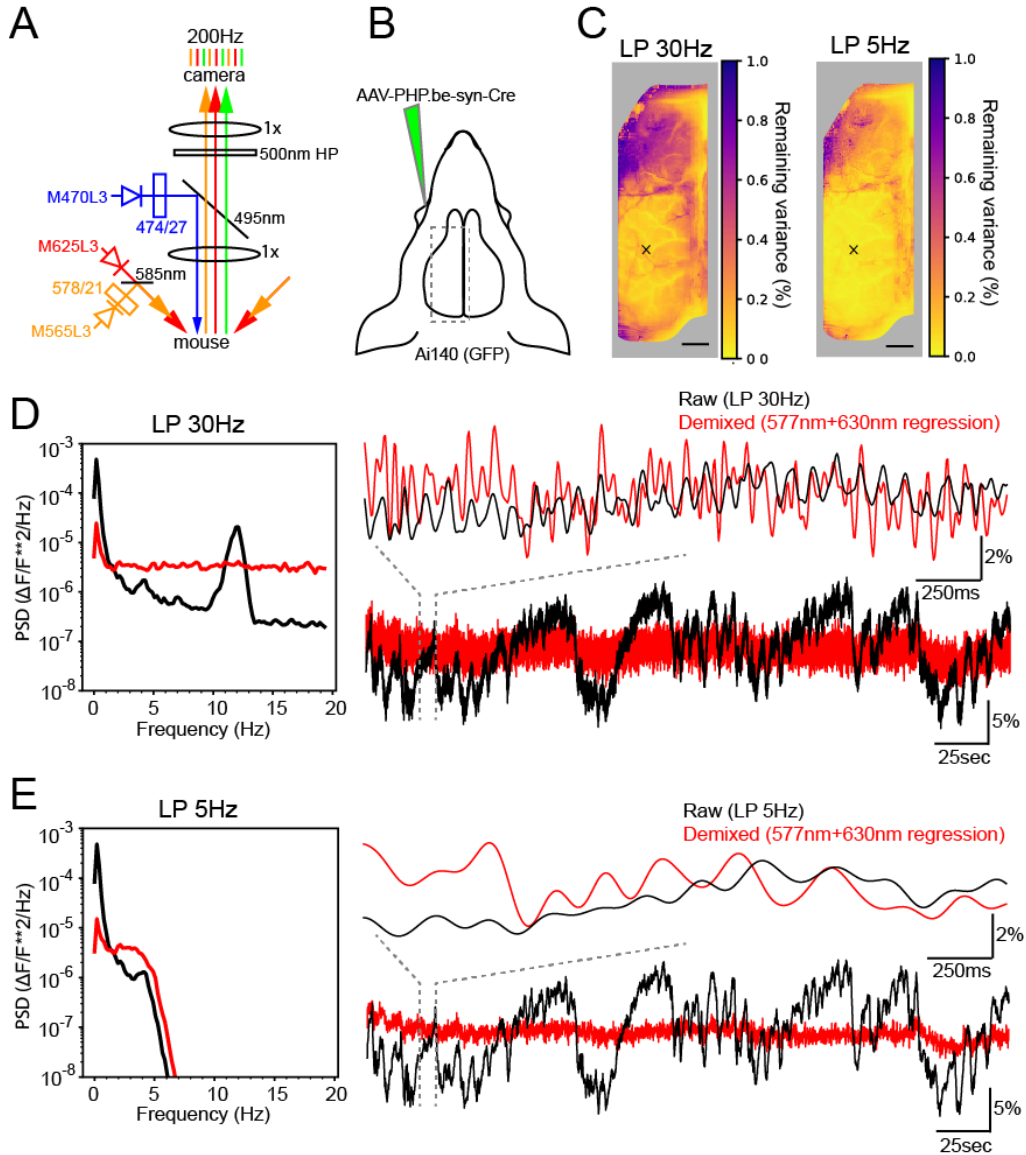 A
200Hz
camera
1x
500nm HP
M470L3
474/27
495nm
M625L3
1x
585nm
578/21
M565L3
mouse
B
AAV-PHP.be-syn-Cre
Ai140 (GFP)
C
LP 30Hz
1.0
0.8
0.6
0.4
0.2
0 0
Remaining variance (%)
LP 5Hz
1.0
0.8
0.6
0.4
0.2
0.0
Remaining variance (%)
D
LP 30Hz
PSD (ΔF/F**2/Hz)
10-3
10-4
10-5
10-6
10-7
10-8
0 5 10 15 20
Frequency (Hz)
Raw (LP 30Hz)
Demixed (577nm+630nm regression)
2%
250ms
5%
25sec
E
LP 5Hz
PSD (ΔF/F**2/Hz)
10-3
10-4
10-5
10-6
10-7
10-8
0 5 10 15 20
Frequency (Hz)
Raw (LP 5Hz)
Demixed (577nm+630nm regression)
2%
250ms
5%
25sec